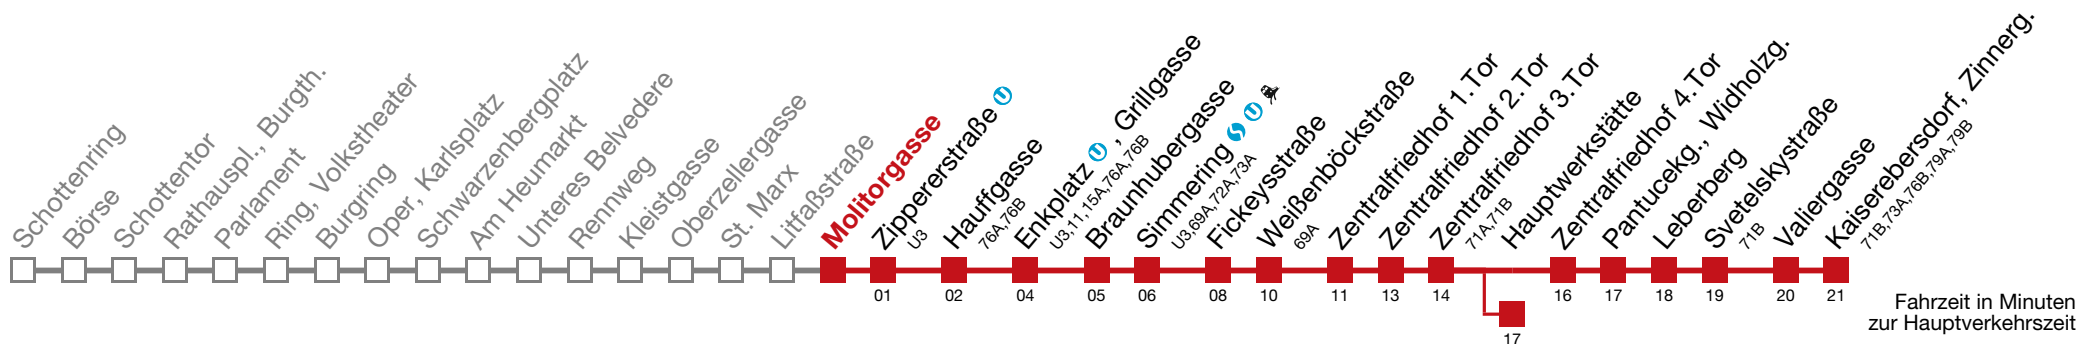 Schottenring
Börse
Schottentor
Rathauspl., Burgth.
Parlament
Ring, Volkstheater
Burgring
Oper, Karlsplatz
Schwarzenbergplatz
Am Heumarkt
Unteres Belvedere
Rennweg
Kleistgasse
Oberzellergasse
St. Marx
Litfaßstraße
Molitorgasse
Zippererstraße U
U3
Hauffgasse
76A,76B
Enkplatz U , Grillgasse
U3,11,15A,76A,76B
Braunhubergasse
Simmering S U
U3,69A,72A,73A
Fickeysstraße
Weißenböckstraße
69A
Zentralfriedhof 1.Tor
Zentralfriedhof 2.Tor
Zentralfriedhof 3.Tor
71A,71B
Hauptwerkstätte
Zentralfriedhof 4.Tor
Pantucekg., Widholzg.
Leberberg
Svetelskystraße
71B
Valiergasse
Kaiserebersdorf, Zinnerg.
71B,73A,76B,79A,79B
01 02 04 05 06 08 10 11 13 14 16 17 18 19 20 21
17
Fahrzeit in Minuten
zur Hauptverkehrszeit